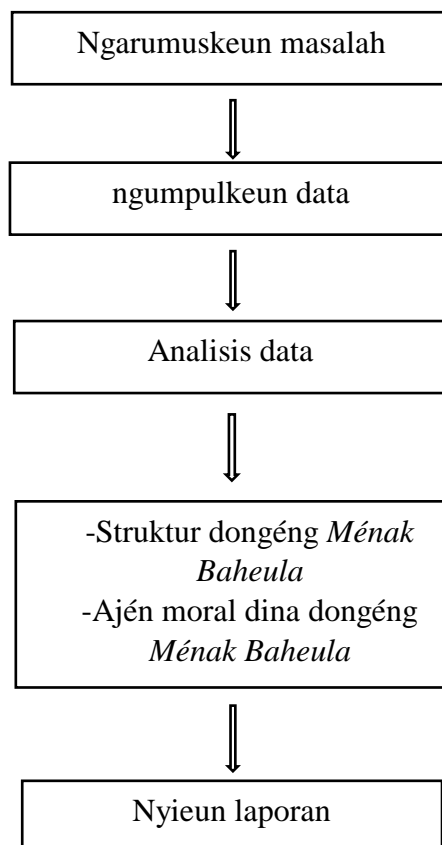 Ngarumuskeun masalah
ngumpulkeun data
Analisis data
-Struktur dongéng Ménak
Baheula
-Ajén moral dina dongéng
Ménak Baheula
Nyieun laporan